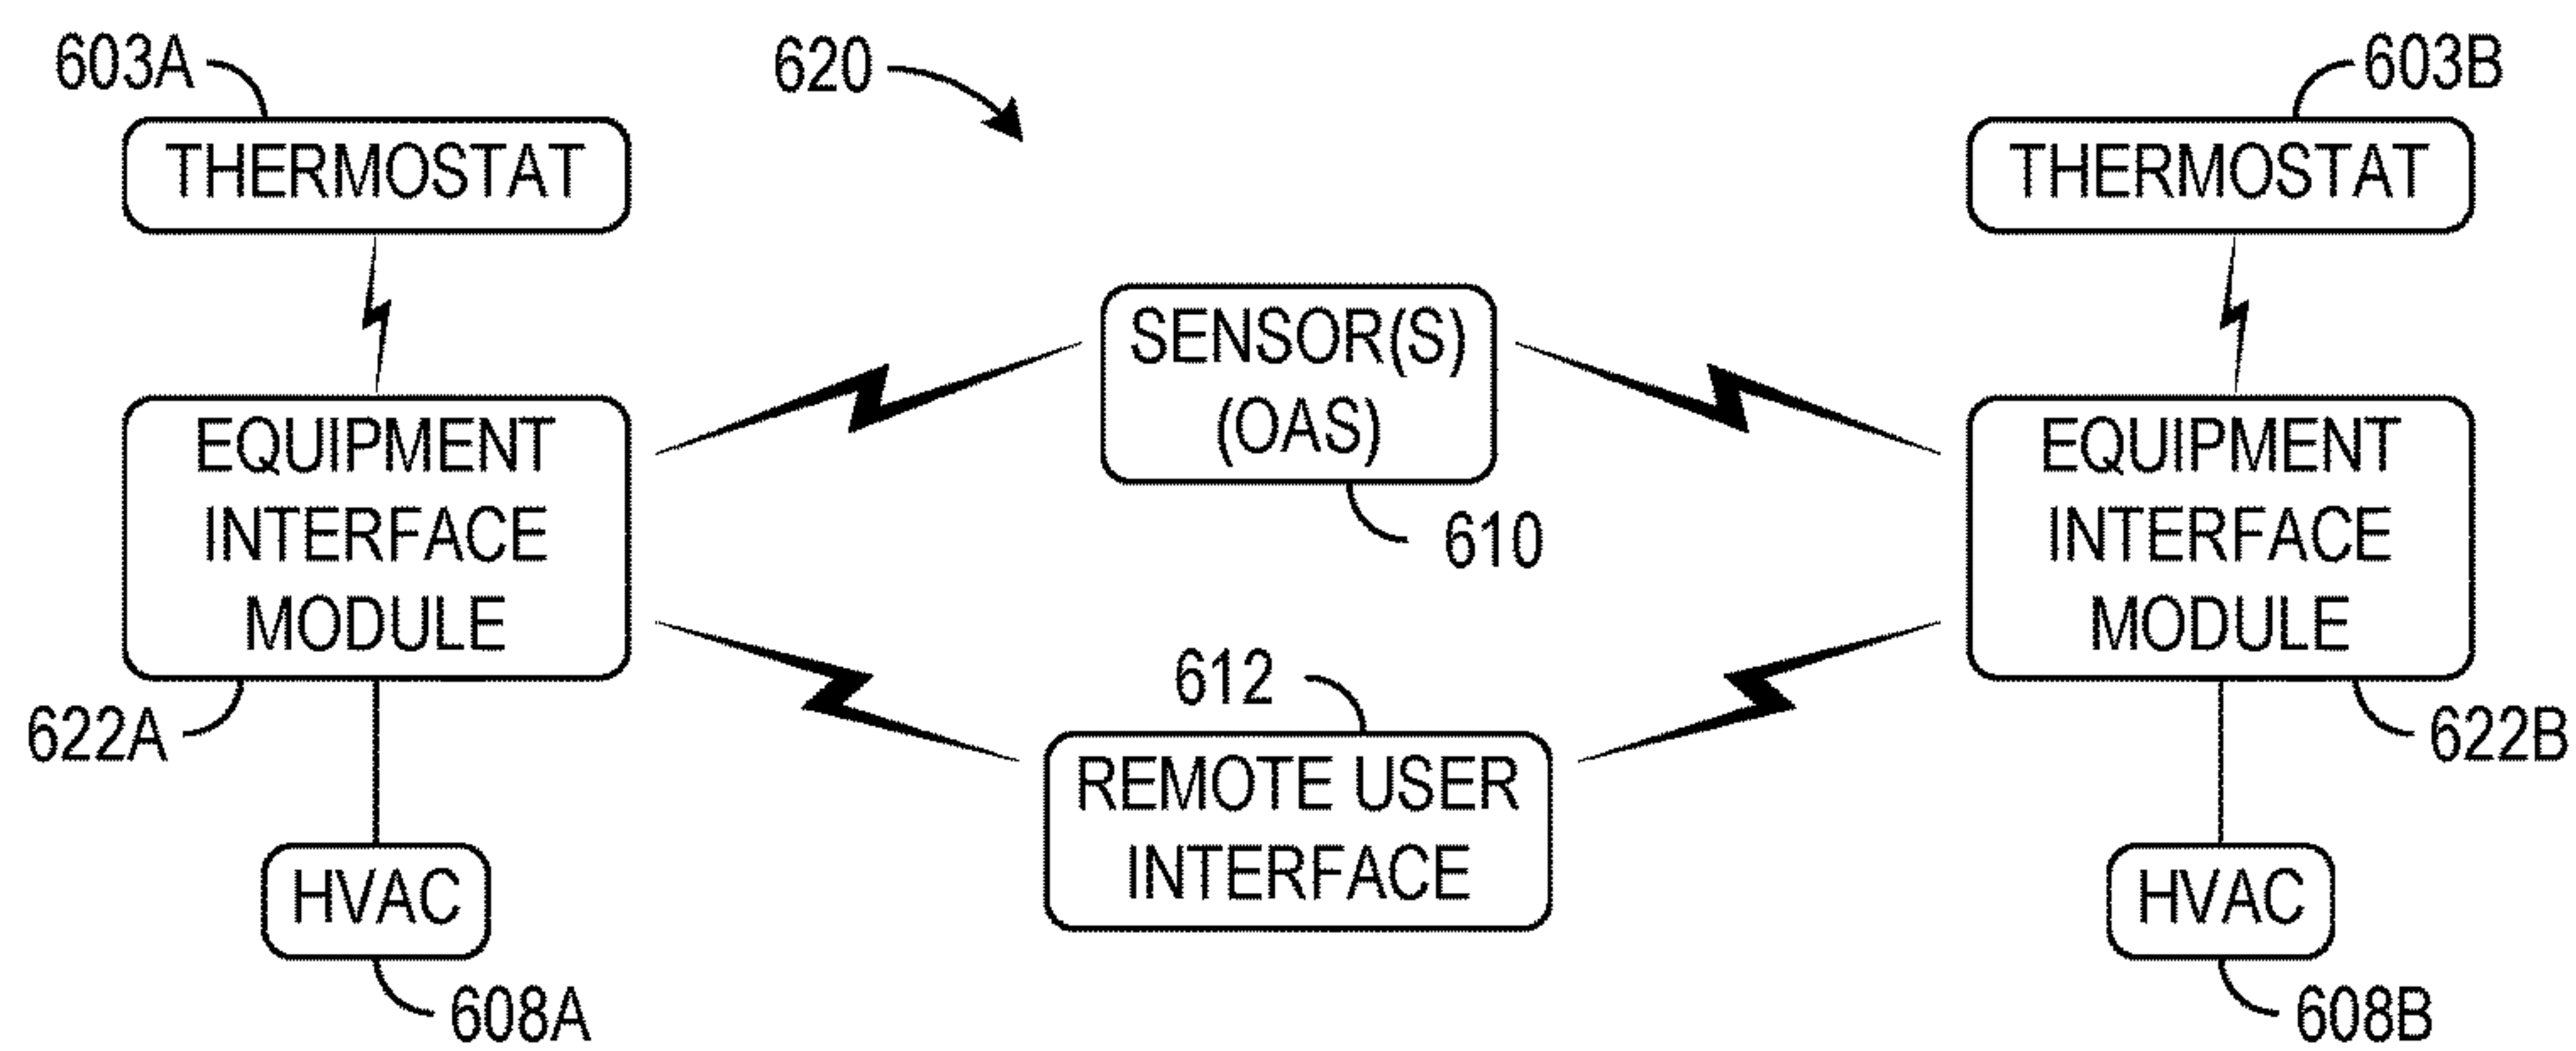 603A
620
603B
THERMOSTAT
THERMOSTAT
SENSOR(S)
(OAS)
610
EQUIPMENT
INTERFACE
MODULE
EQUIPMENT
INTERFACE
MODULE
622A
612
622B
REMOTE USER
INTERFACE
HVAC
HVAC
608A
608B